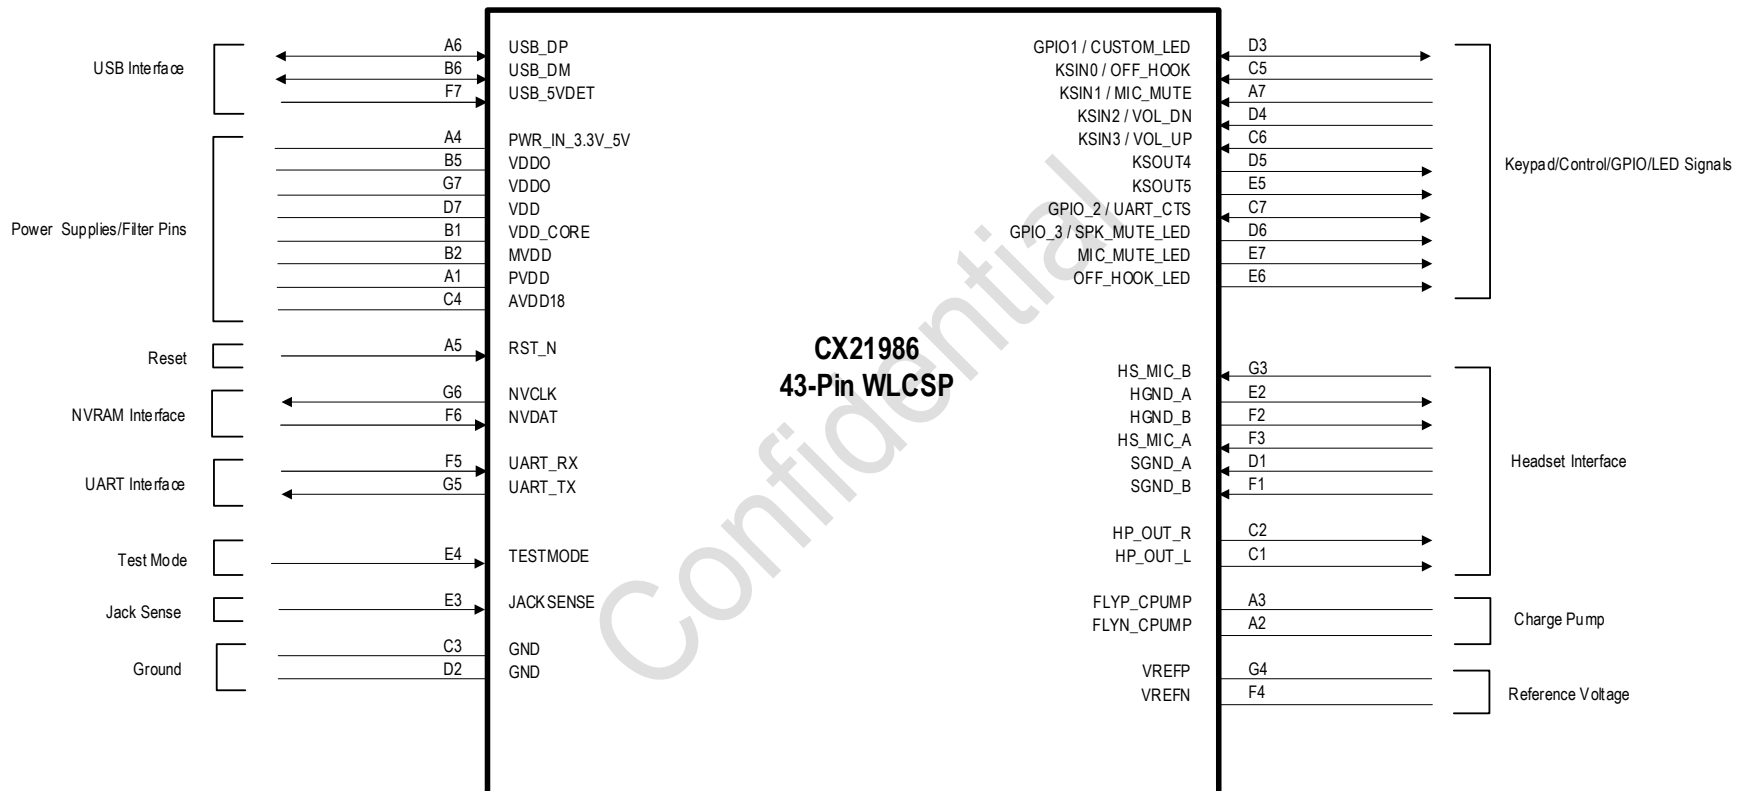 USB Interface
A6 USB_DP
B6 USB_DM
F7 USB_5VDET
Power Supplies/Filter Pins
A4 PWR_IN_3.3V_5V
B5 VDDO
G7 VDDO
D7 VDD
B1 VDD_CORE
B2 MVDD
A1 PVDD
C4 AVDD18
Reset
A5 RST_N
NVRAM Interface
G6 NVCLK
F6 NVDAT
UART Interface
F5 UART_RX
G5 UART_TX
Test Mode
E4 TESTMODE
Jack Sense
E3 JACKSENSE
Ground
C3 GND
D2 GND
CX21986
43-Pin WLCSP
Confidential
GPIO1 / CUSTOM_LED D3
KSIN0 / OFF_HOOK C5
KSIN1 / MIC_MUTE A7
KSIN2 / VOL_DN D4
KSIN3 / VOL_UP C6
KSOUT4 D5
KSOUT5 E5
GPIO_2 / UART_CTS C7
GPIO_3 / SPK_MUTE_LED D6
MIC_MUTE_LED E7
OFF_HOOK_LED E6
Keypad/Control/GPIO/LED Signals
HS_MIC_B G3
HGND_A E2
HGND_B F2
HS_MIC_A F3
SGND_A D1
SGND_B F1
HP_OUT_R C2
HP_OUT_L C1
Headset Interface
FLYP_CPUMP A3
FLYN_CPUMP A2
Charge Pump
VREFP G4
VREFN F4
Reference Voltage